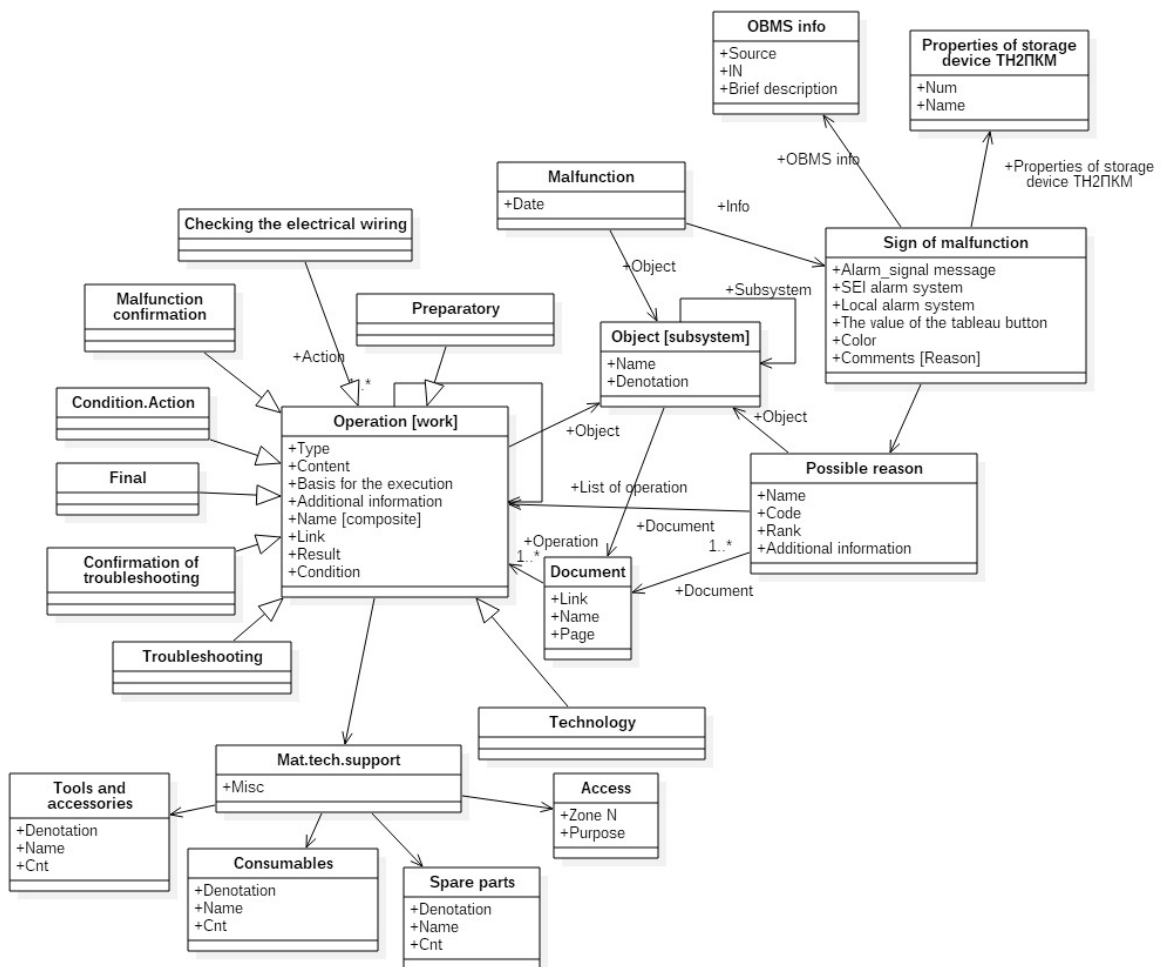 OBMS info
+Source
+IN
+Brief description
Properties of storage
device ТН2ПКМ
+Num
+Name
+OBMS info
+Properties of storage
device ТН2ПКМ
Malfunction
+Date
+Info
+Object
Checking the electrical wiring
Sign of malfunction
+Alarm_signal message
+SEI alarm system
+Local alarm system
+The value of the tableau button
+Color
+Comments [Reason]
Malfunction
confirmation
Preparatory
+Subsystem
Object [subsystem]
+Name
+Denotation
+Action
..*
Condition.Action
Operation [work]
+Type
+Content
+Basis for the execution
+Additional information
+Name [composite]
+Link
+Result
+Condition
+Object
+Object
Final
Possible reason
+Name
+Code
+Rank
+Additional information
+List of operation
+Document
1..*
+Operation
1..*
Confirmation of
troubleshooting
Document
+Link
+Name
+Page
+Document
Troubleshooting
Technology
Mat.tech.support
+Misc
Tools and
accessories
+Denotation
+Name
+Cnt
Access
+Zone N
+Purpose
Consumables
+Denotation
+Name
+Cnt
Spare parts
+Denotation
+Name
+Cnt